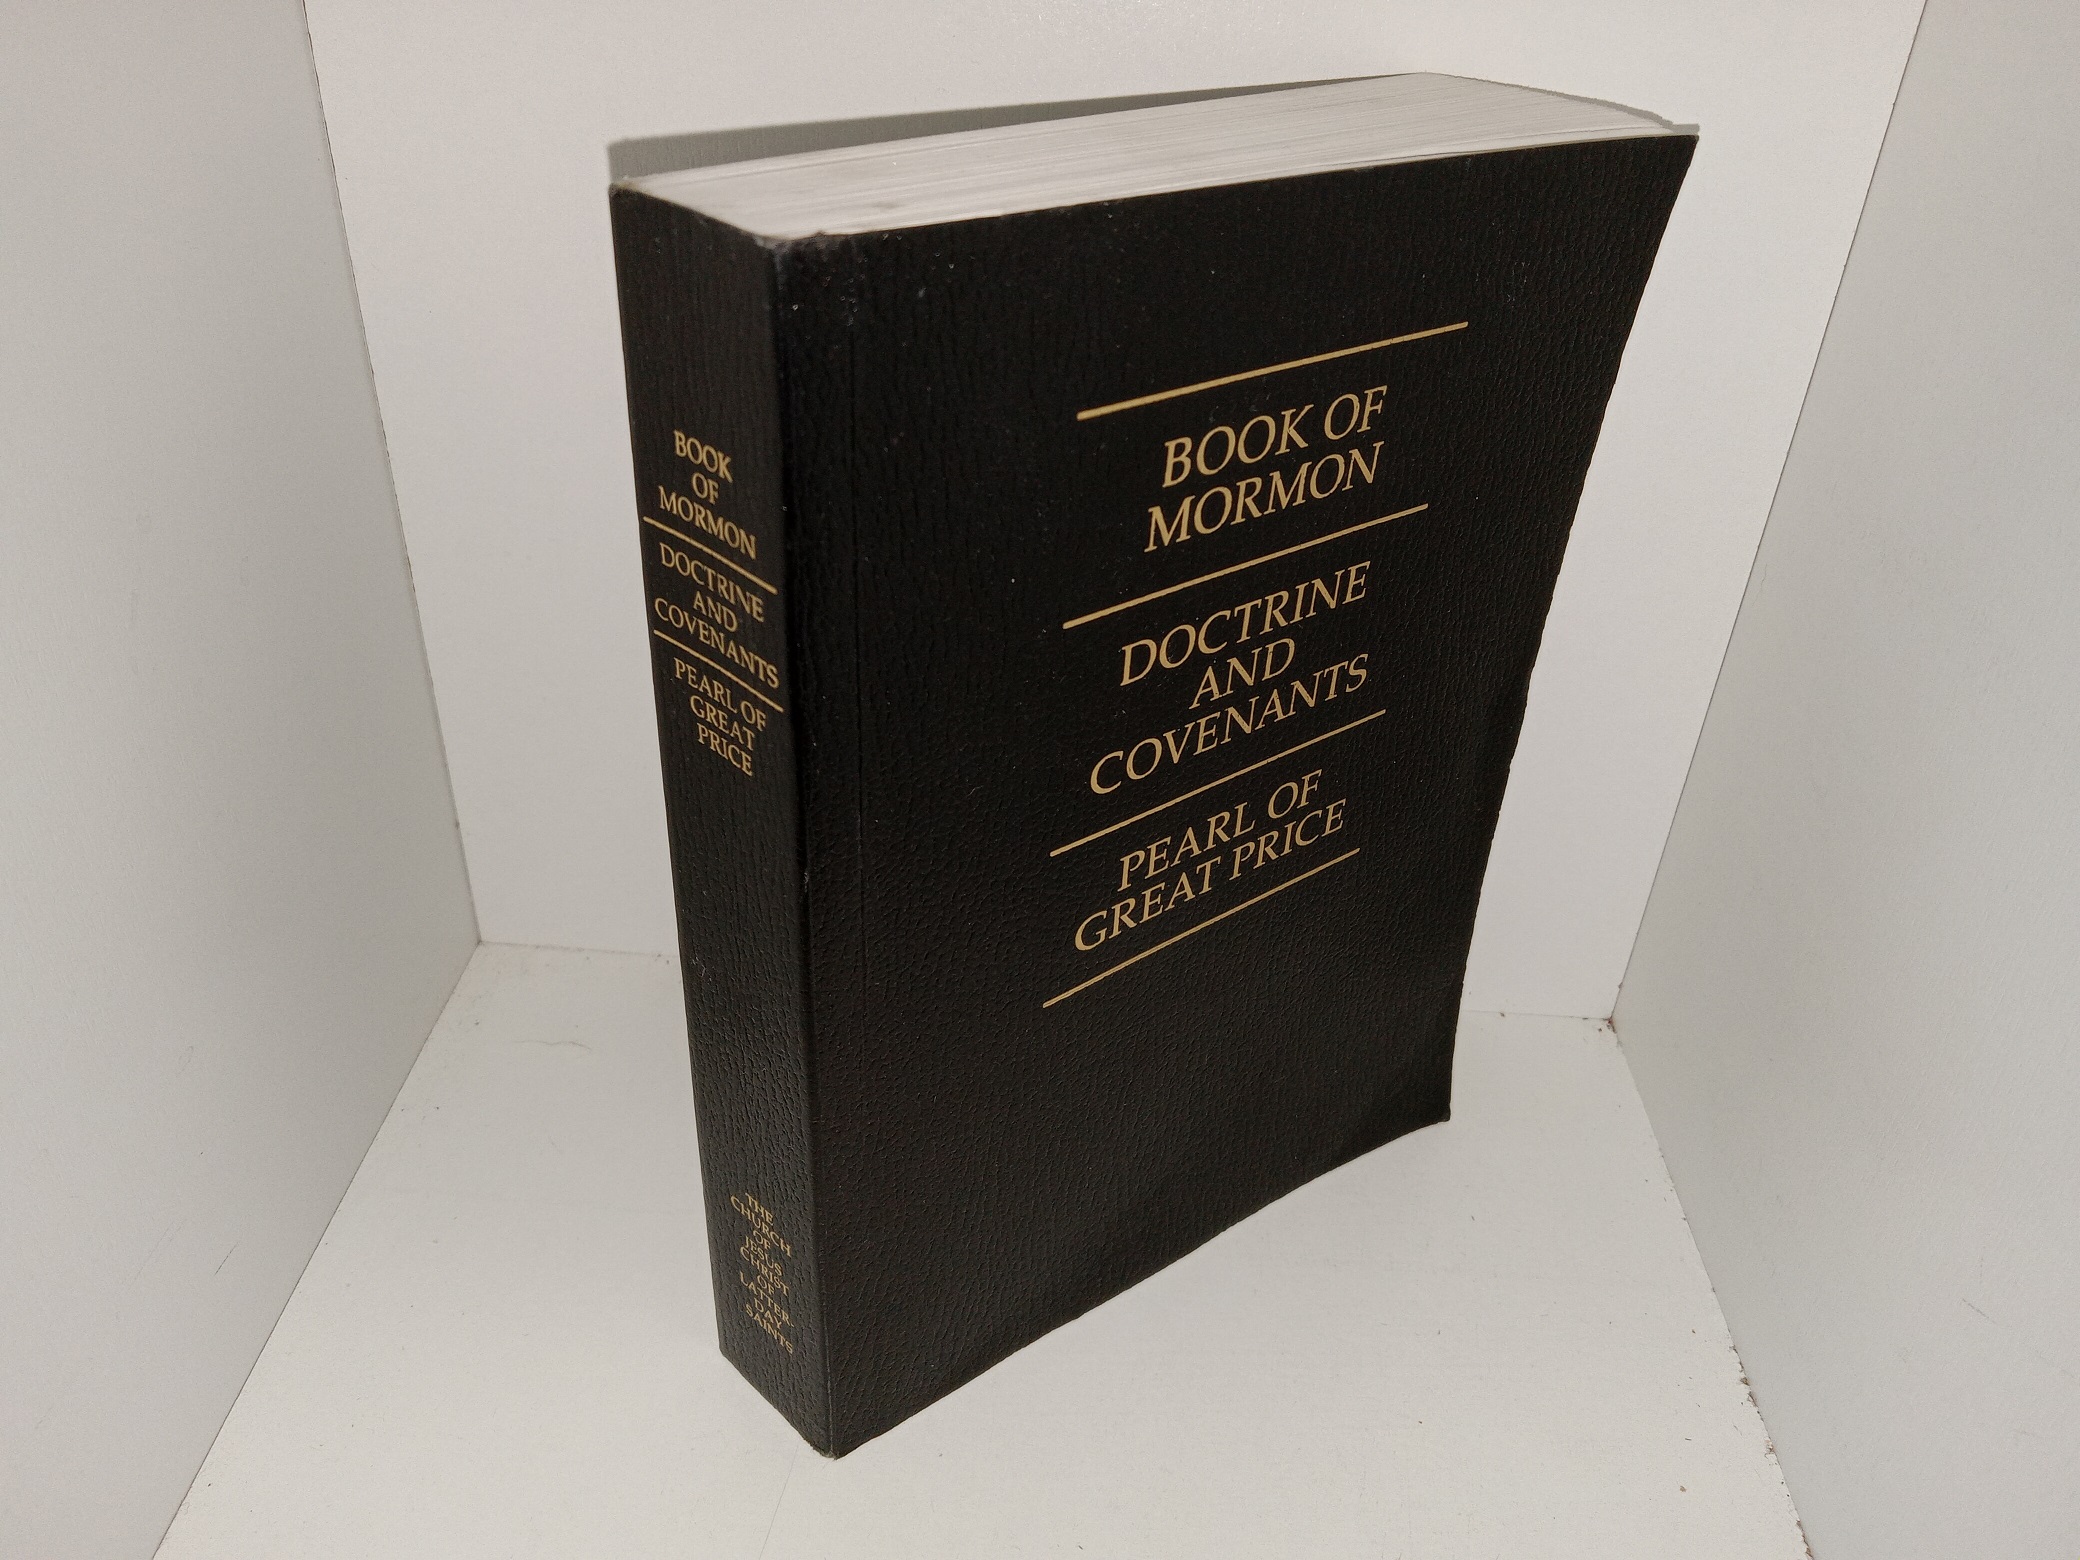 BOOK
OF
MORMON
DOCTRINE
AND
COVENANTS
PEARL OF
GREAT
PRICE
THE
CHURCH
OF
JESUS
CHRIST
OF
LATTER-
DAY
SAINTS
BOOK OF
MORMON
DOCTRINE
AND
COVENANTS
PEARL OF
GREAT PRICE